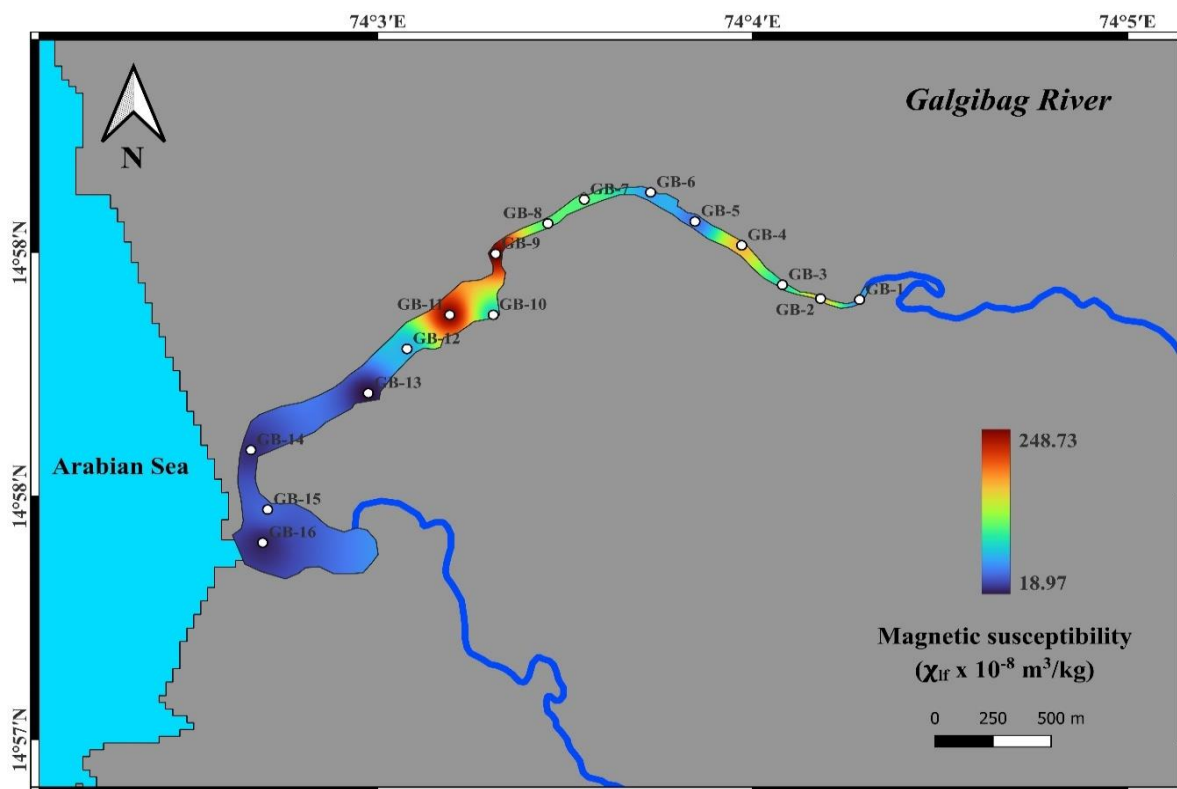 74°3′E
74°4′E
74°5′E
Galgibag River
N
GB-6
GB-7
GB-8
GB-5
GB-4
GB-9
14°58′N
GB-3
GB-1
GB-2
GB-11
GB-10
GB-12
GB-13
GB-14
248.73
Arabian Sea
14°58′N
GB-15
GB-16
18.97
Magnetic susceptibility
(χlf x 10-8 m3/kg)
0 250 500 m
14°57′N